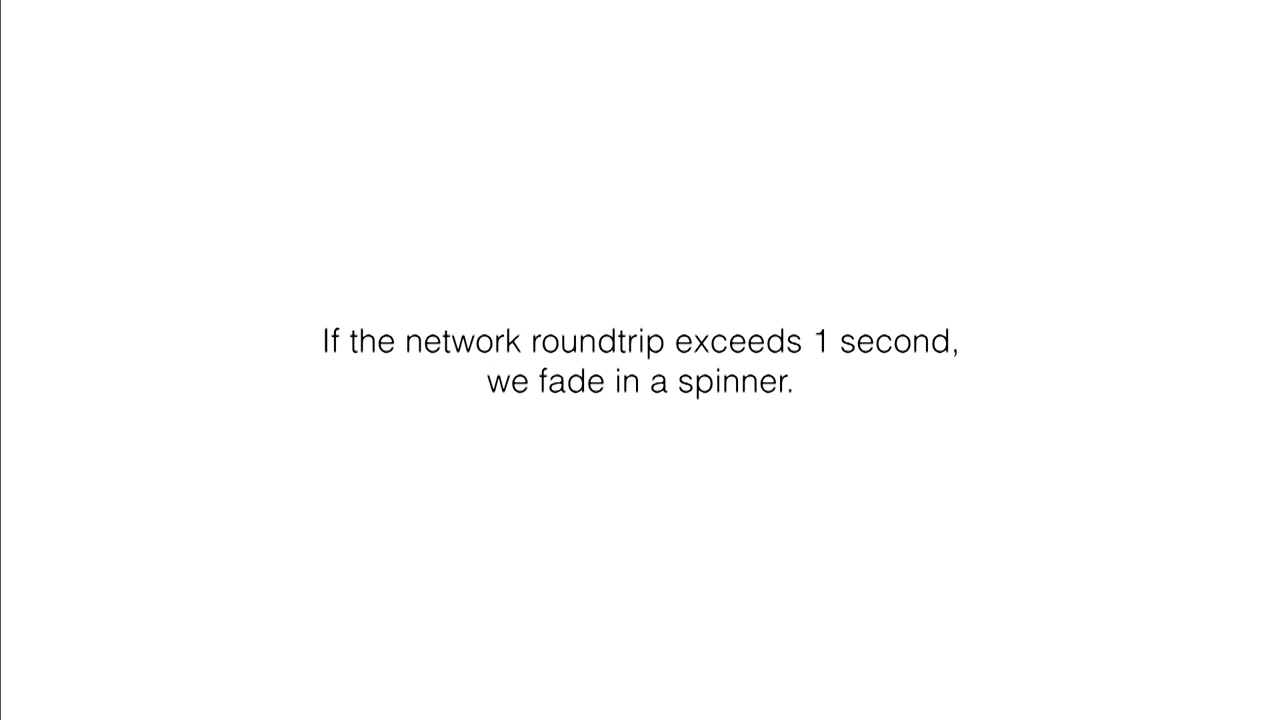 If the network roundtrip exceeds 1 second,
we fade in a spinner.